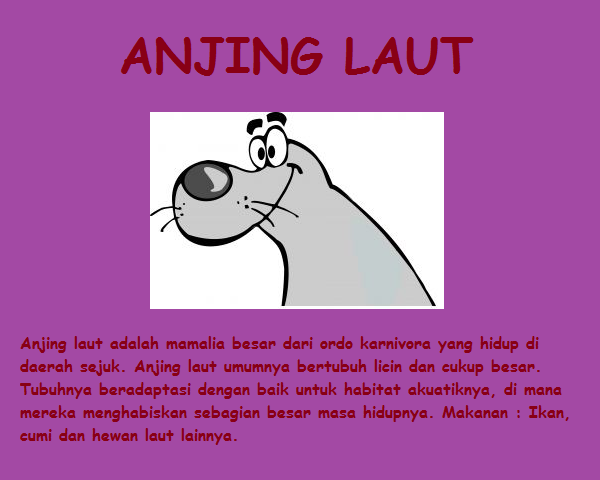 ANJING LAUT
Anjing laut adalah mamalia besar dari ordo karnivora yang hidup di
daerah sejuk. Anjing laut umumnya bertubuh licin dan cukup besar.
Tubuhnya beradaptasi dengan baik untuk habitat akuatiknya, di mana
mereka menghabiskan sebagian besar masa hidupnya. Makanan : Ikan,
cumi dan hewan laut lainnya.